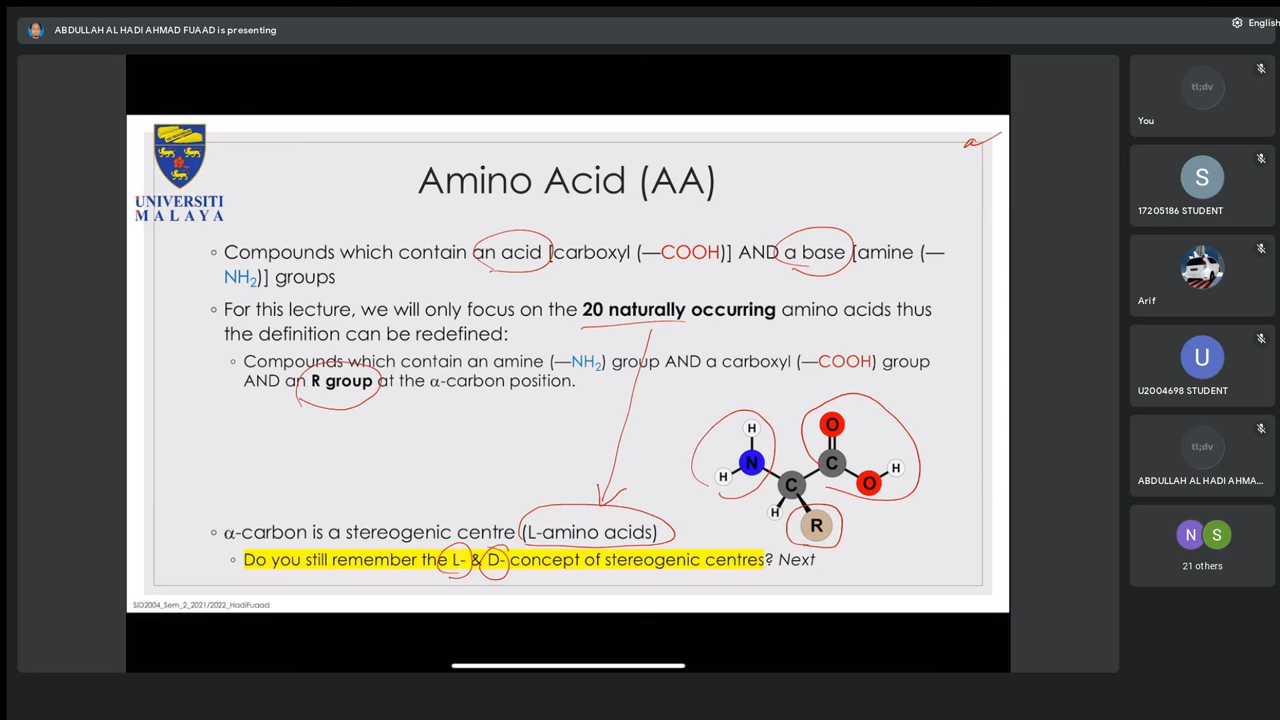 ABDULLAH AL HADI AHMAD FUAAD is presenting
English
UNIVERSITI
MALAYA
Amino Acid (AA)
Compounds which contain an acid [carboxyl (—COOH)] AND a base [amine (—
NH₂)] groups
For this lecture, we will only focus on the 20 naturally occurring amino acids thus
the definition can be redefined:
Compounds which contain an amine (—NH₂) group AND a carboxyl (—COOH) group
AND an R group at the α-carbon position.
H
O
H
N
C
H
H
C
O
H
R
α-carbon is a stereogenic centre (L-amino acids)
Do you still remember the L- & D- concept of stereogenic centres? Next
SID2004_Sem_2_2021/2022_HadiFuaad
tl;dv
You
S
17205186 STUDENT
Arif
U
U2004698 STUDENT
tl;dv
ABDULLAH AL HADI AHMA...
N S
21 others